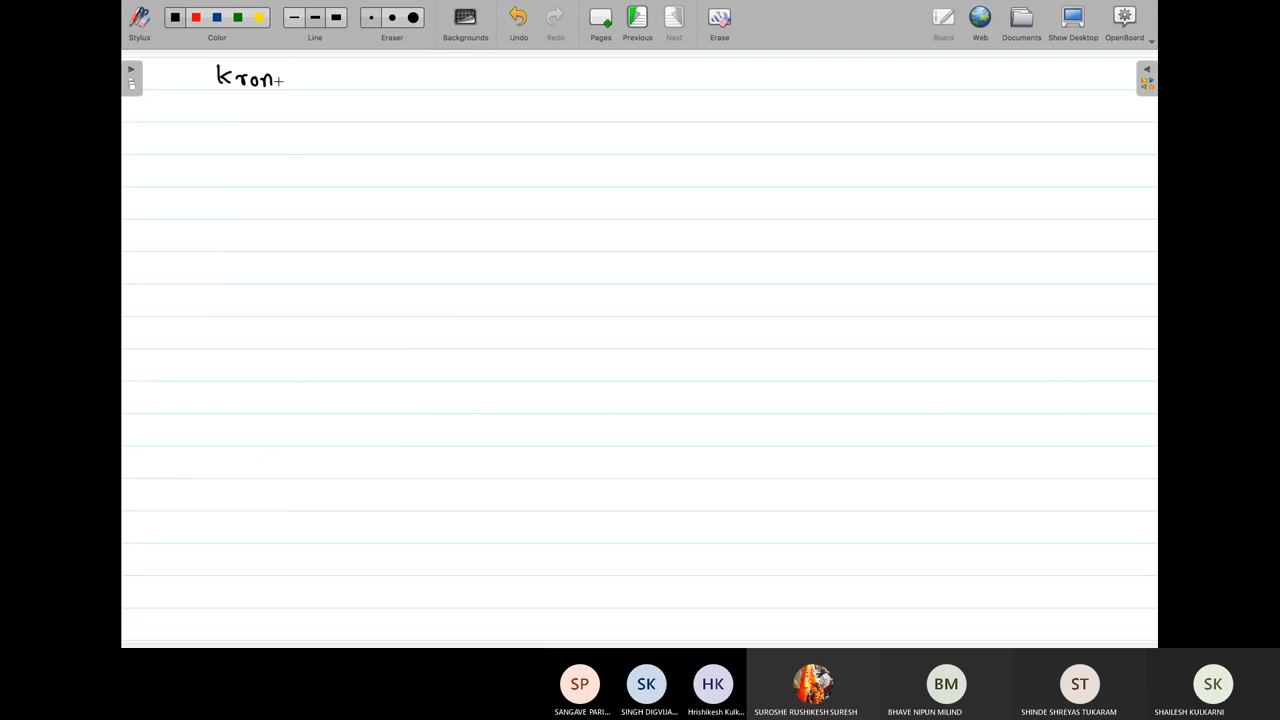 Stylus Color Line Eraser Backgrounds Undo Redo Pages Previous Next Erase Board Web Documents Show Desktop OpenBoard
Kron
SP SK HK BM ST SK
SANGAVE PARI... SINGH DIGVIJA... Hrishikesh Kulk... SUROSHE RUSHIKESH SURESH BHAVE NIPUN MILIND SHINDE SHREYAS TUKARAM SHAILESH KULKARNI